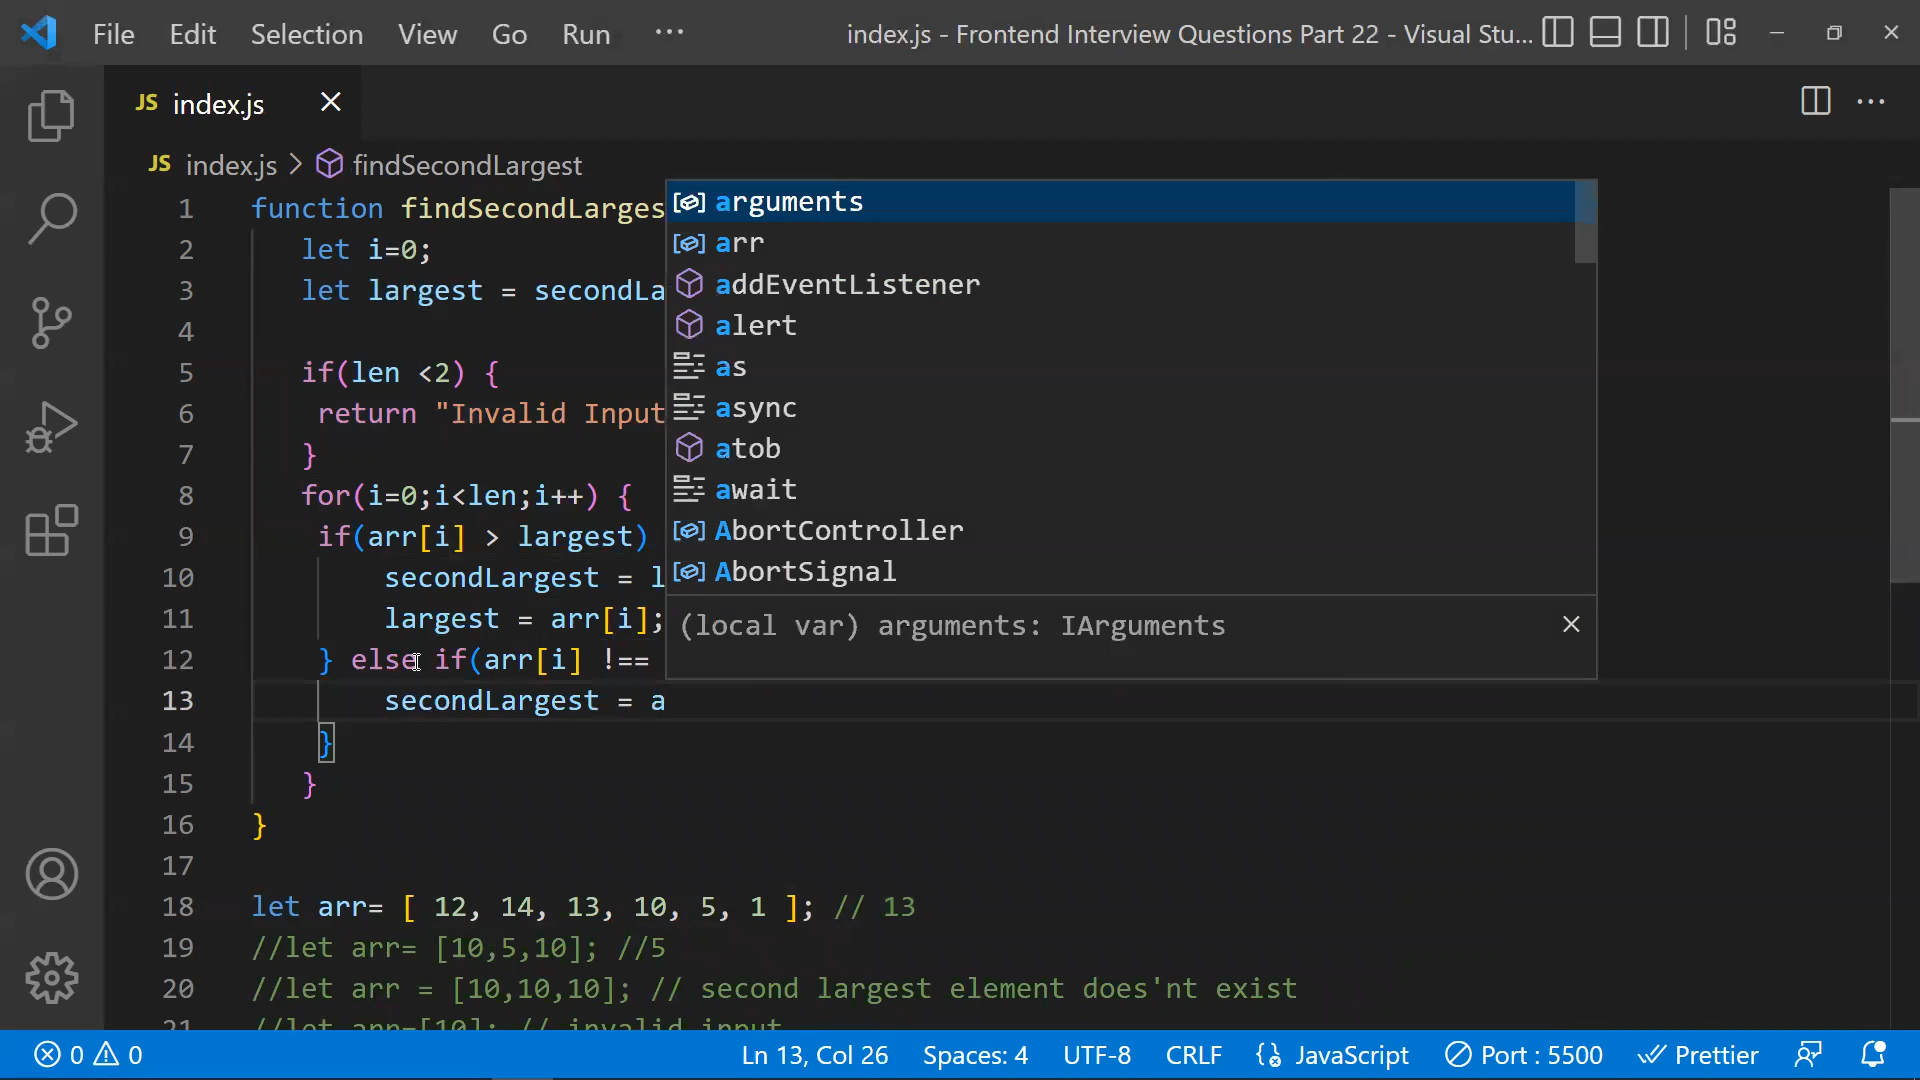 File Edit Selection View Go Run ··· index.js - Frontend Interview Questions Part 22 - Visual Stu...
JS index.js
JS index.js > findSecondLargest
1 function findSecondLarges
2 let i=0;
3 let largest = secondLa
4
5 if(len <2) {
6 return "Invalid Input
7 }
8 for(i=0;i<len;i++) {
9 if(arr[i] > largest)
10 secondLargest = l
11 largest = arr[i];
12 } else if(arr[i] !==
13 secondLargest = a
14 }
15 }
16 }
17
18 let arr= [ 12, 14, 13, 10, 5, 1 ]; // 13
19 //let arr= [10,5,10]; //5
20 //let arr = [10,10,10]; // second largest element does'nt exist
21 //let arr=[10]; // invalid input
arguments
arr
addEventListener
alert
as
async
atob
await
AbortController
AbortSignal
(local var) arguments: IArguments
0 0 Ln 13, Col 26 Spaces: 4 UTF-8 CRLF JavaScript Port : 5500 Prettier